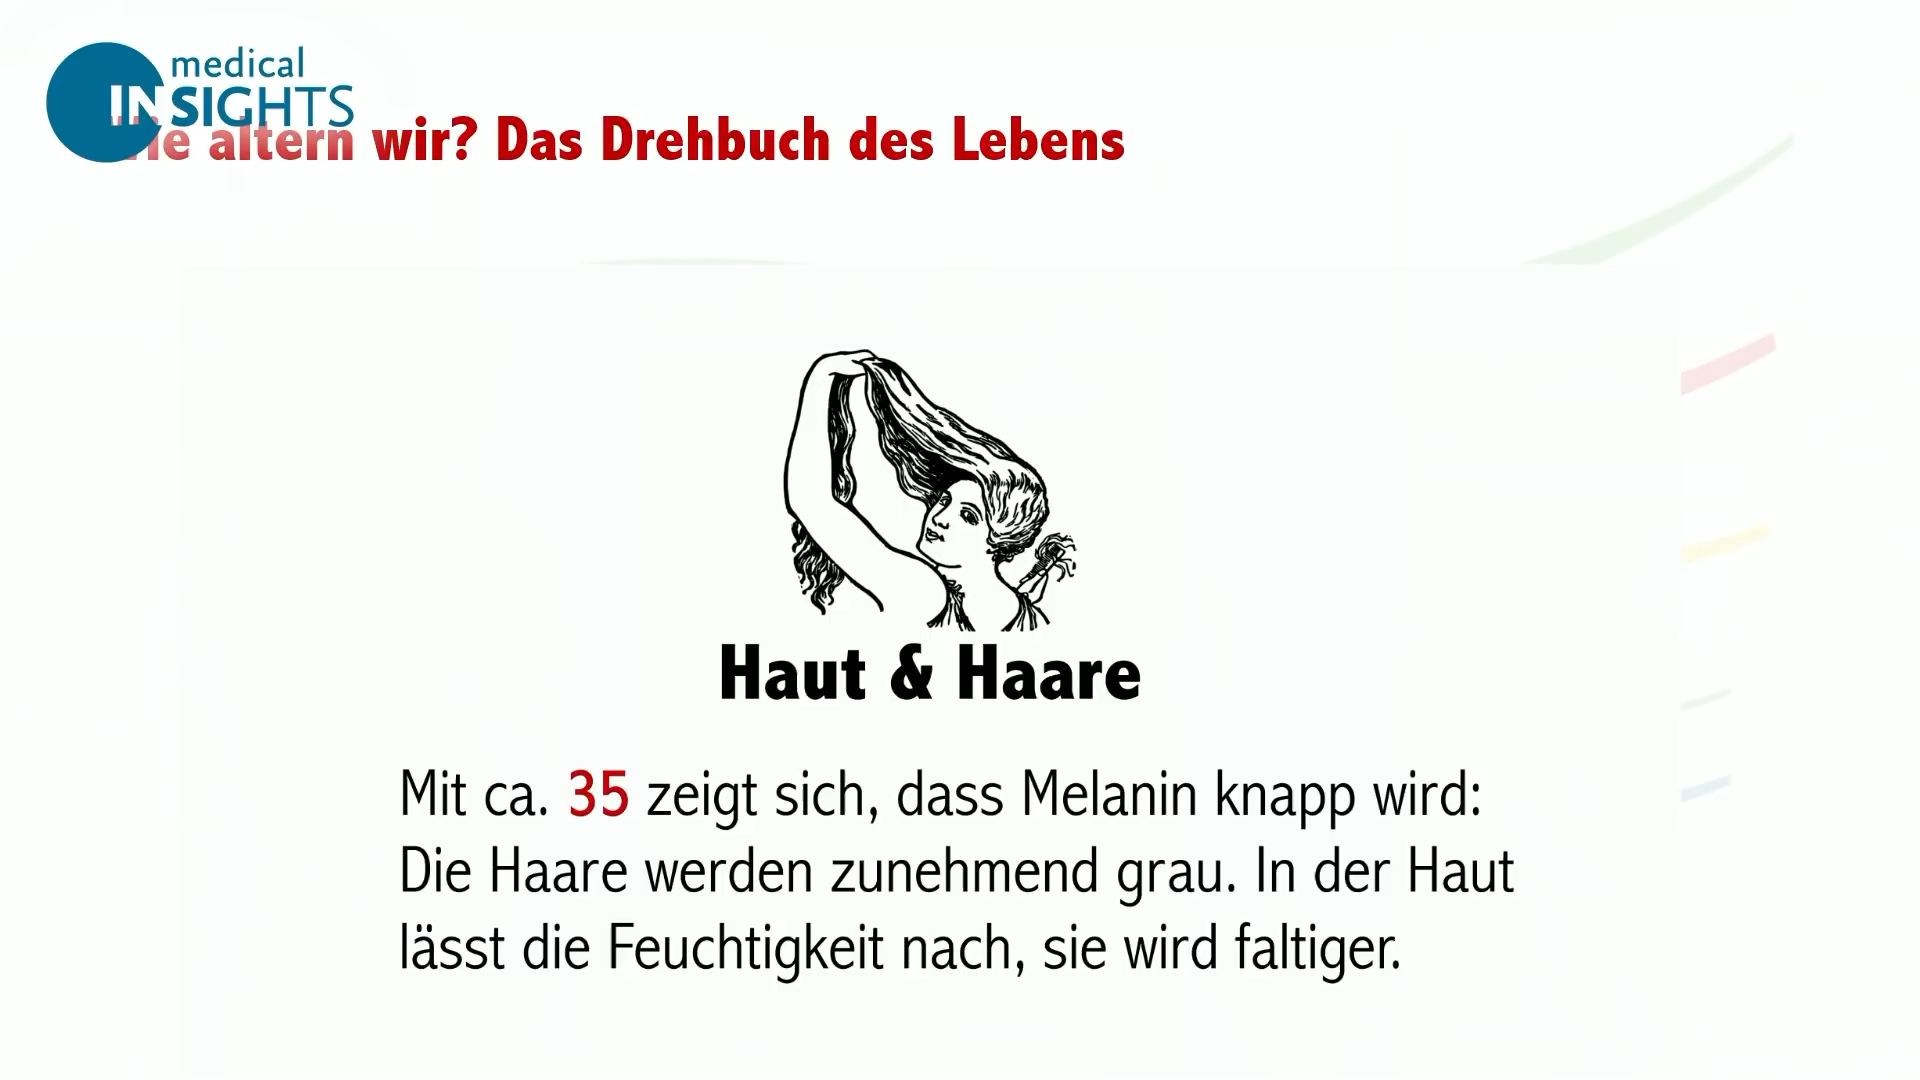 medical
INSIGHTS
Wie altern wir? Das Drehbuch des Lebens
Haut & Haare
Mit ca. 35 zeigt sich, dass Melanin knapp wird:
Die Haare werden zunehmend grau. In der Haut
lässt die Feuchtigkeit nach, sie wird faltiger.